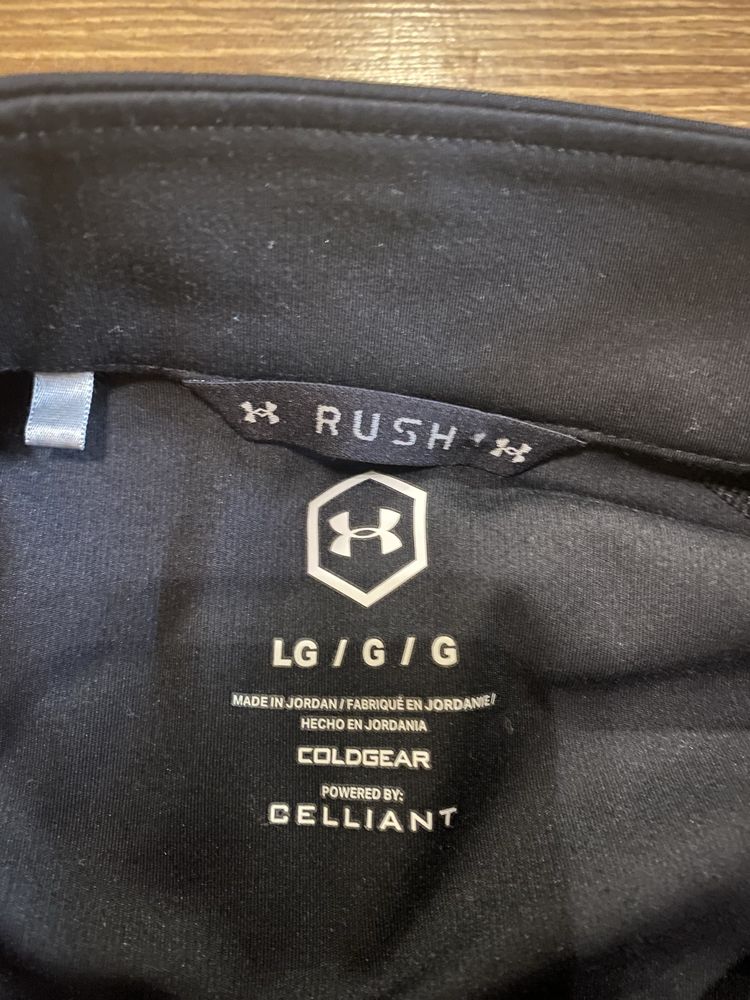 RUSH
LG / G / G
MADE IN JORDAN / FABRIQUÉ EN JORDANIE /
HECHO EN JORDANIA
COLDGEAR
POWERED BY:
CELLIANT